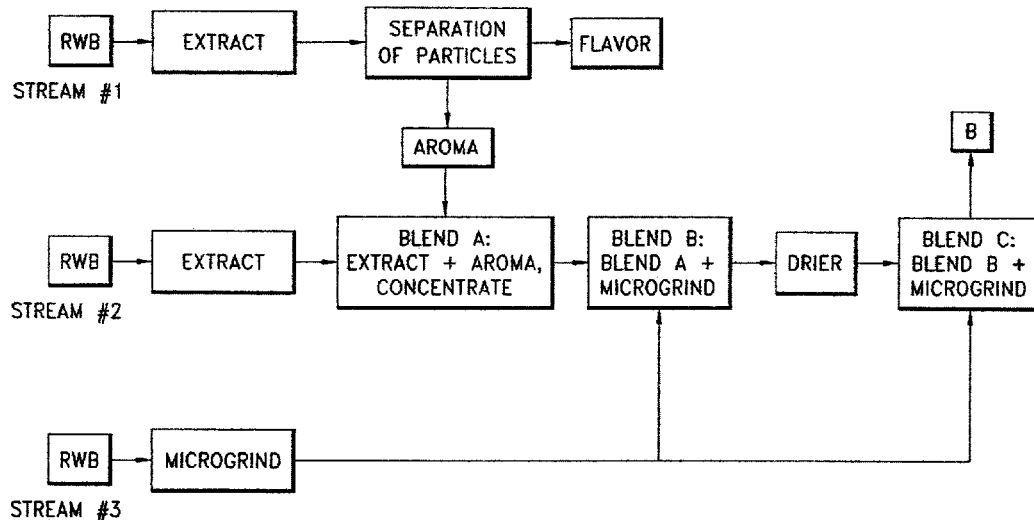 RWB
EXTRACT
SEPARATION
OF PARTICLES
FLAVOR
STREAM #1
AROMA
B
RWB
EXTRACT
BLEND A:
EXTRACT + AROMA,
CONCENTRATE
BLEND B:
BLEND A +
MICROGRIND
DRIER
BLEND C:
BLEND B +
MICROGRIND
STREAM #2
RWB
MICROGRIND
STREAM #3